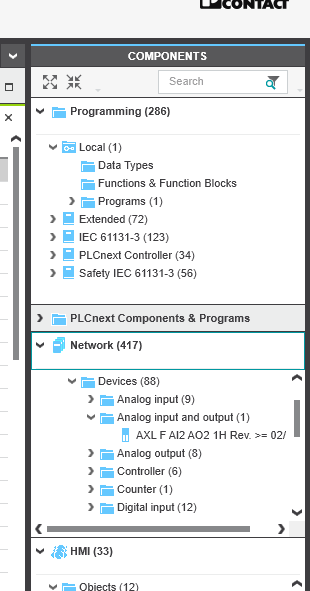 CONTACT
COMPONENTS
Search
Programming (286)
Local (1)
Data Types
Functions & Function Blocks
Programs (1)
Extended (72)
IEC 61131-3 (123)
PLCnext Controller (34)
Safety IEC 61131-3 (56)
PLCnext Components & Programs
Network (417)
Devices (88)
Analog input (9)
Analog input and output (1)
AXL F AI2 AO2 1H Rev. >= 02/
Analog output (8)
Controller (6)
Counter (1)
Digital input (12)
HMI (33)
Objects (12)